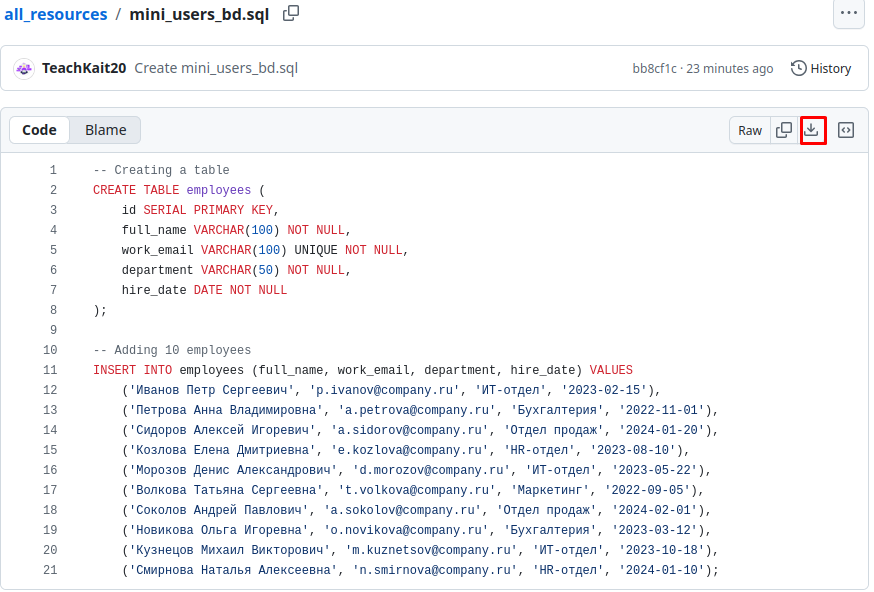 all_resources / mini_users_bd.sql
TeachKait20 Create mini_users_bd.sql bb8cf1c · 23 minutes ago History
Code Blame Raw
1 -- Creating a table
2 CREATE TABLE employees (
3     id SERIAL PRIMARY KEY,
4     full_name VARCHAR(100) NOT NULL,
5     work_email VARCHAR(100) UNIQUE NOT NULL,
6     department VARCHAR(50) NOT NULL,
7     hire_date DATE NOT NULL
8 );
9
10 -- Adding 10 employees
11 INSERT INTO employees (full_name, work_email, department, hire_date) VALUES
12     ('Иванов Петр Сергеевич', 'p.ivanov@company.ru', 'ИТ-отдел', '2023-02-15'),
13     ('Петрова Анна Владимировна', 'a.petrova@company.ru', 'Бухгалтерия', '2022-11-01'),
14     ('Сидоров Алексей Игоревич', 'a.sidorov@company.ru', 'Отдел продаж', '2024-01-20'),
15     ('Козлова Елена Дмитриевна', 'e.kozlova@company.ru', 'HR-отдел', '2023-08-10'),
16     ('Морозов Денис Александрович', 'd.morozov@company.ru', 'ИТ-отдел', '2023-05-22'),
17     ('Волкова Татьяна Сергеевна', 't.volkova@company.ru', 'Маркетинг', '2022-09-05'),
18     ('Соколов Андрей Павлович', 'a.sokolov@company.ru', 'Отдел продаж', '2024-02-01'),
19     ('Новикова Ольга Игоревна', 'o.novikova@company.ru', 'Бухгалтерия', '2023-03-12'),
20     ('Кузнецов Михаил Викторович', 'm.kuznetsov@company.ru', 'ИТ-отдел', '2023-10-18'),
21     ('Смирнова Наталья Алексеевна', 'n.smirnova@company.ru', 'HR-отдел', '2024-01-10');